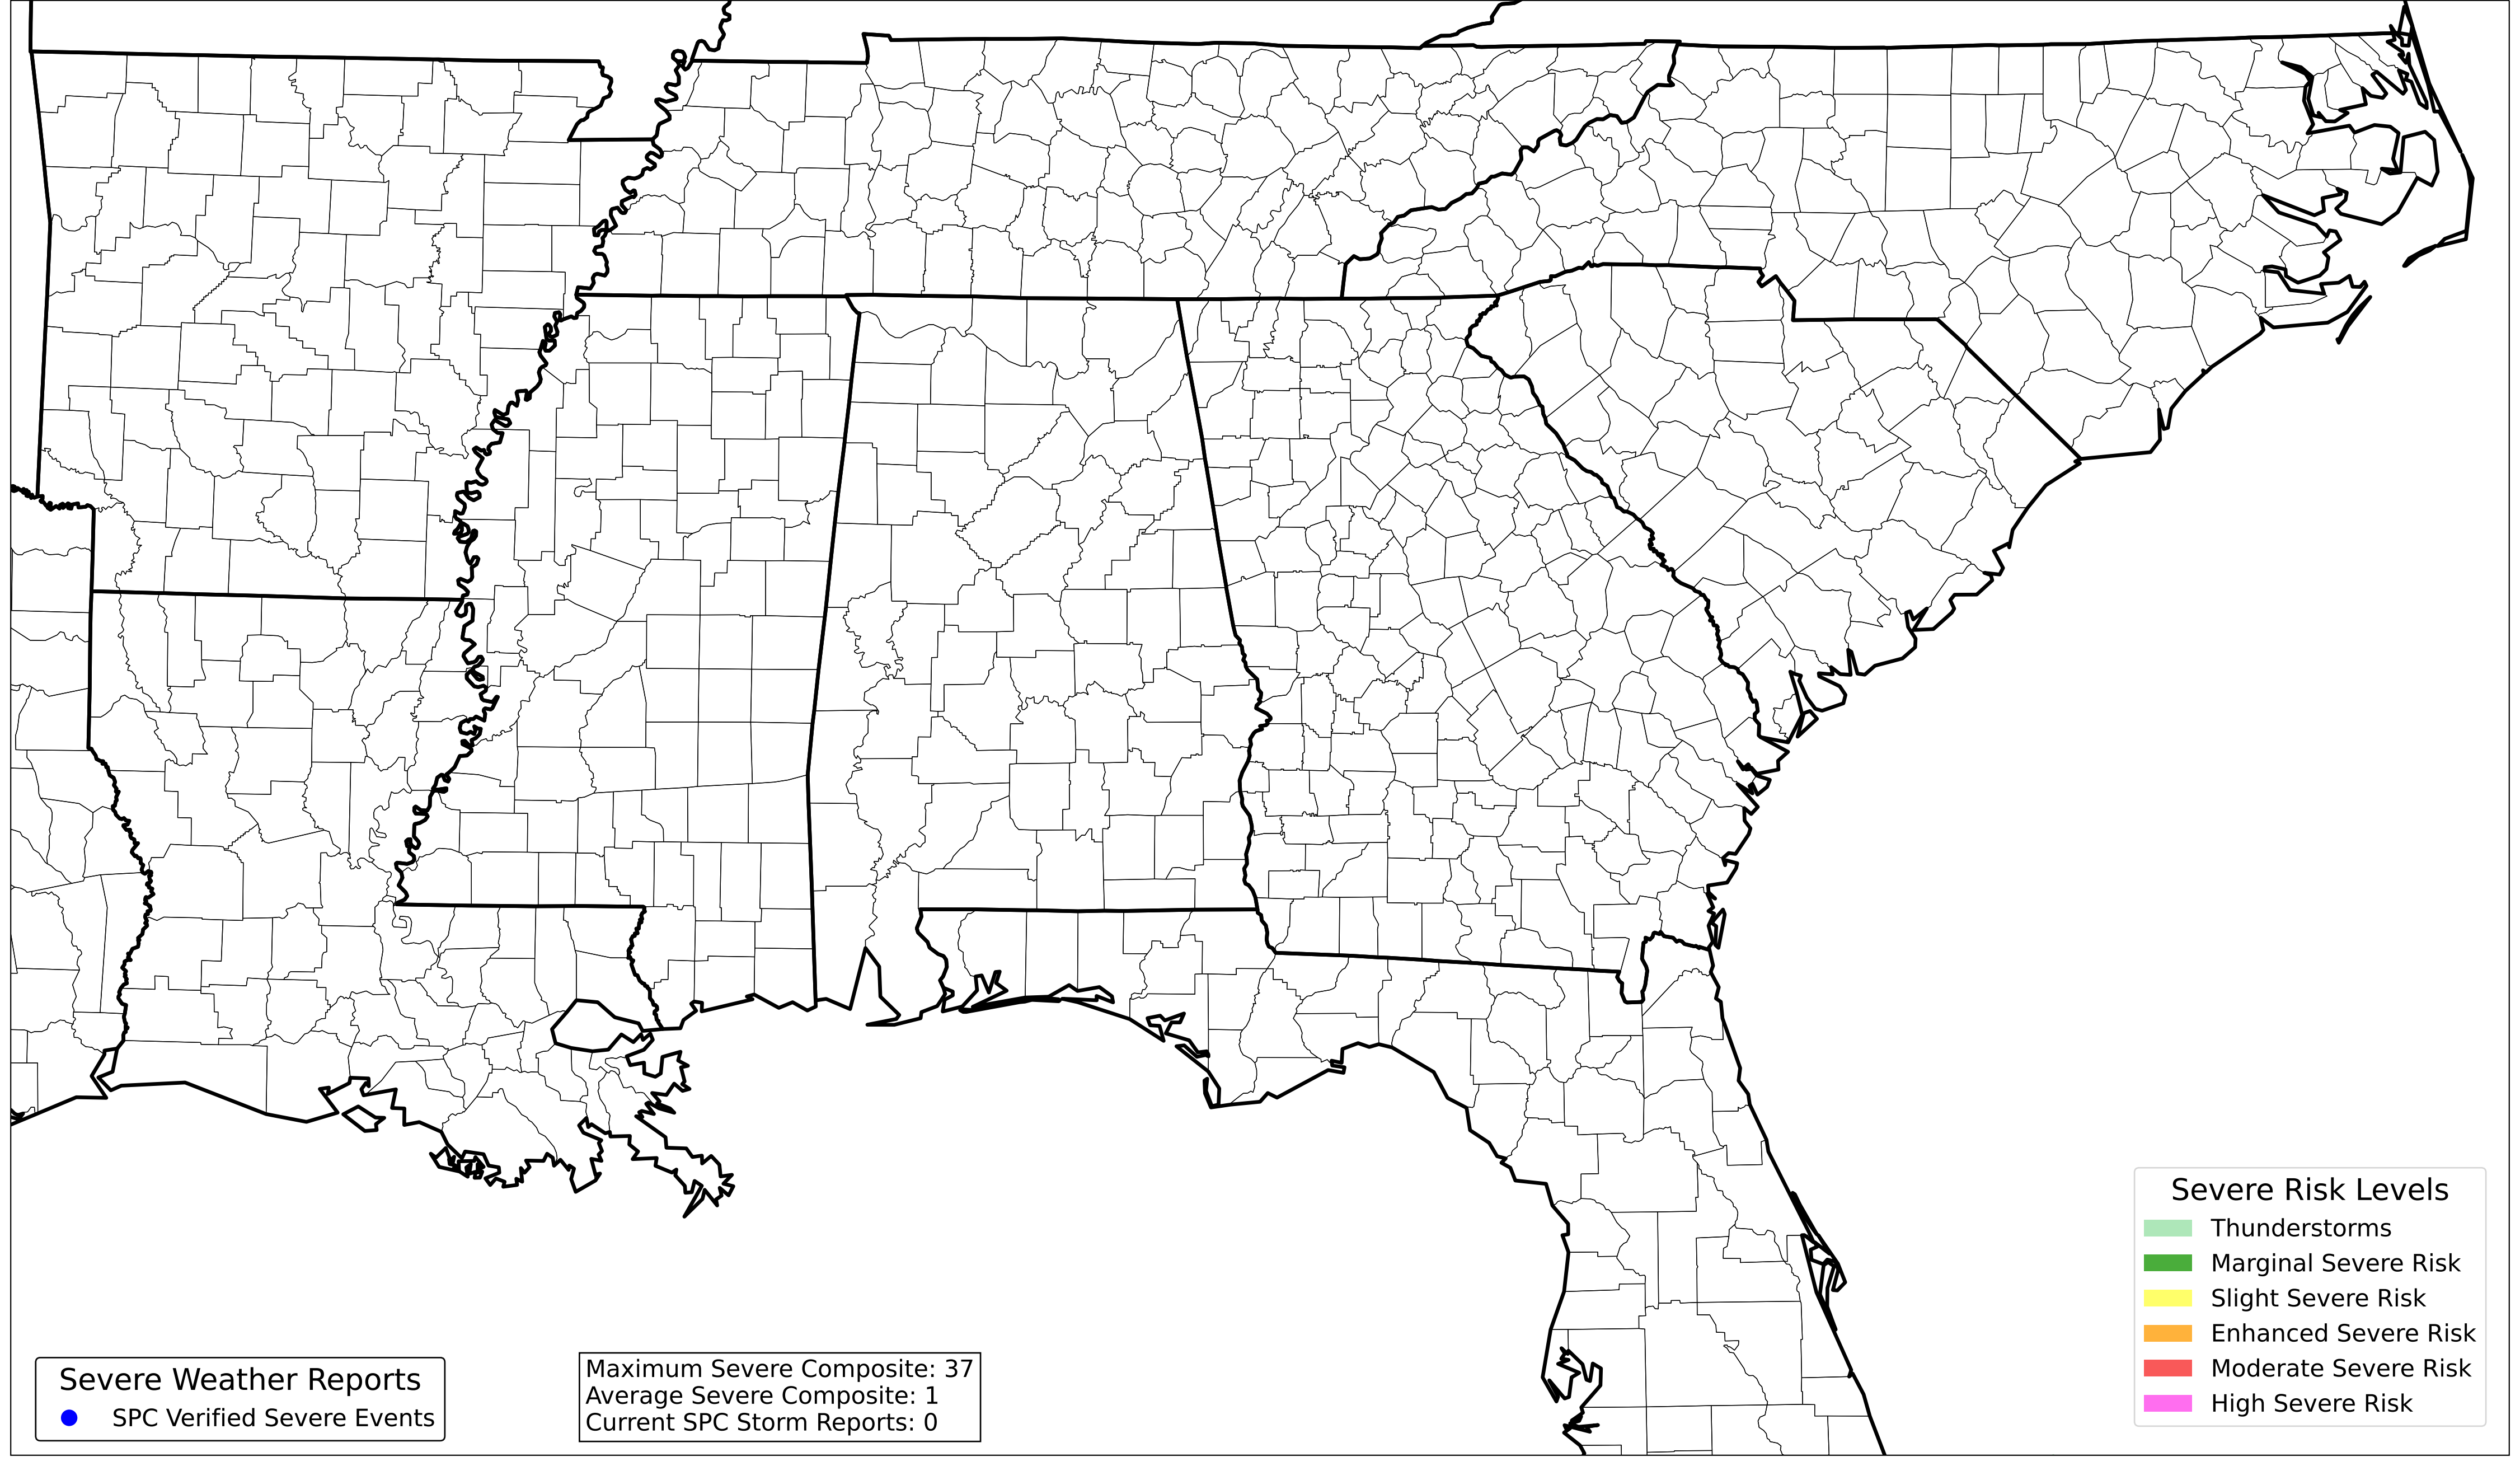 Severe Risk Levels
Thunderstorms
Marginal Severe Risk
Slight Severe Risk
Enhanced Severe Risk
Moderate Severe Risk
High Severe Risk
Severe Weather Reports
SPC Verified Severe Events
Maximum Severe Composite: 37
Average Severe Composite: 1
Current SPC Storm Reports: 0